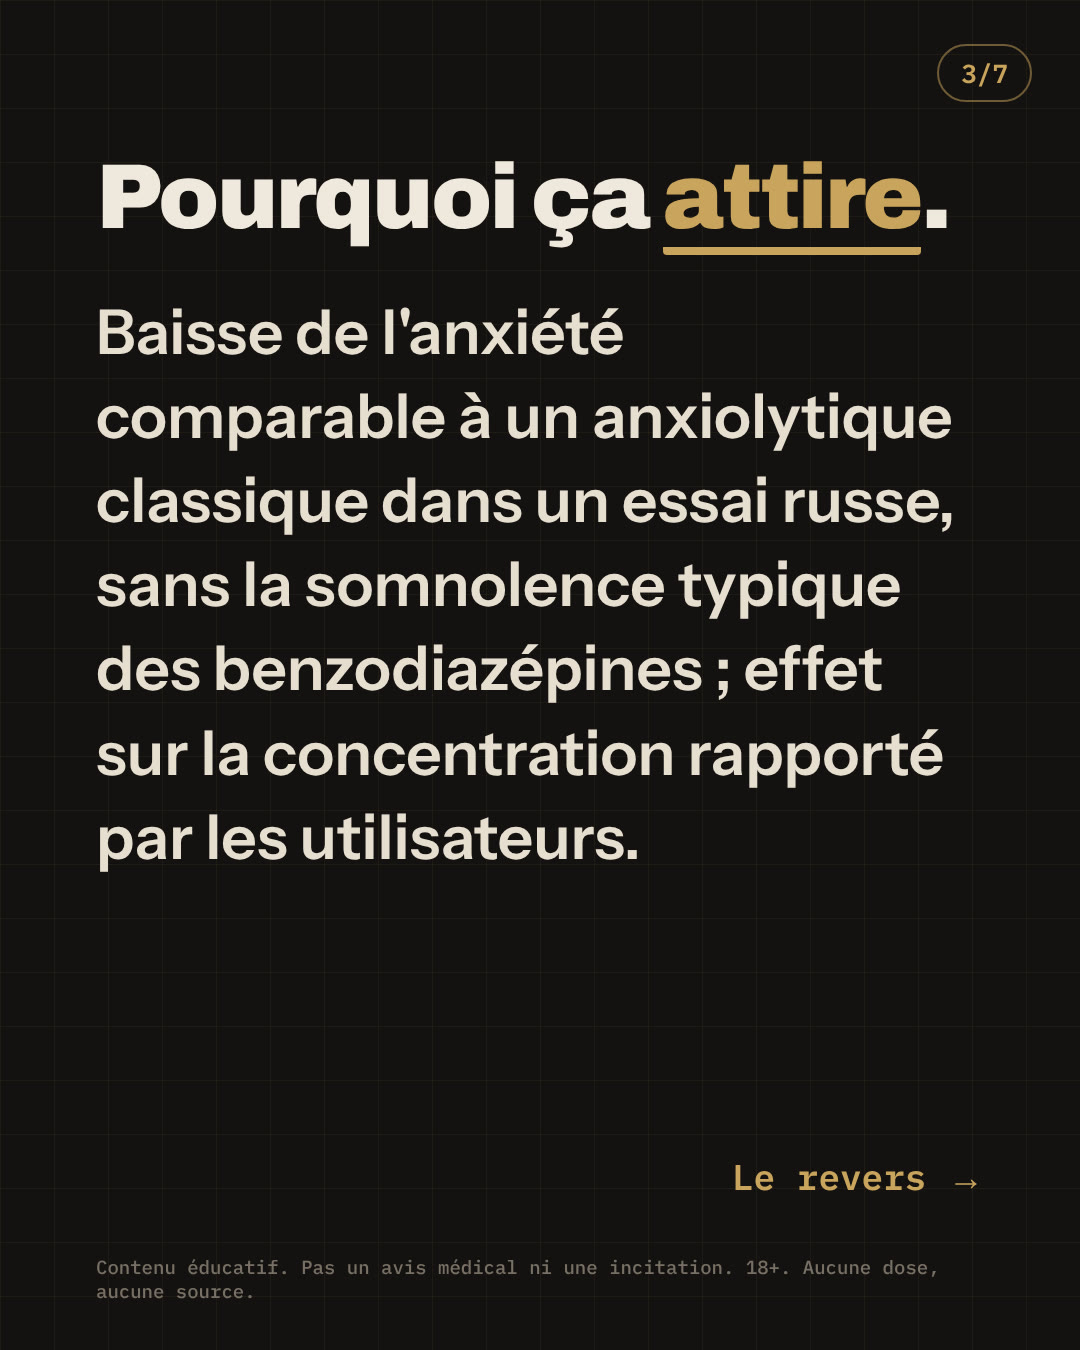 3/7
Pourquoi ça attire.
Baisse de l'anxiété
comparable à un anxiolytique
classique dans un essai russe,
sans la somnolence typique
des benzodiazépines ; effet
sur la concentration rapporté
par les utilisateurs.
Le revers →
Contenu éducatif. Pas un avis médical ni une incitation. 18+. Aucune dose,
aucune source.